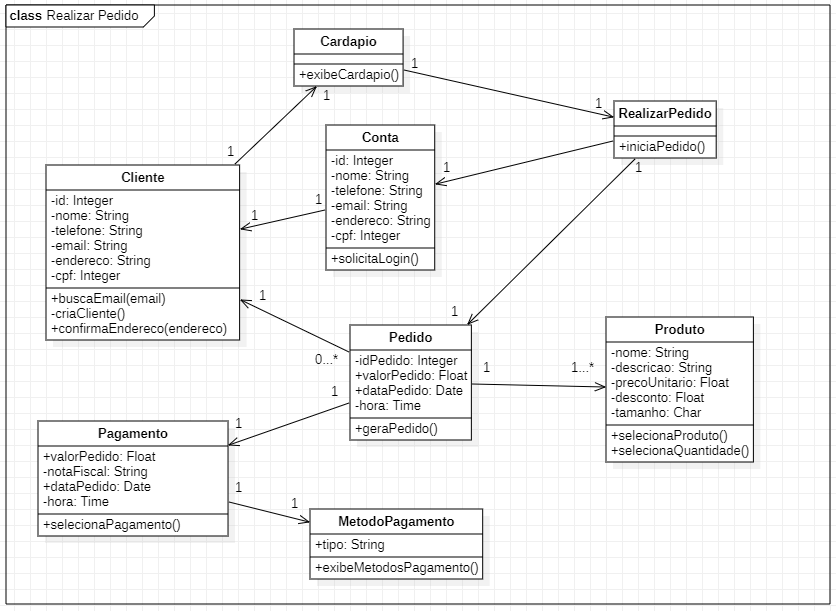 class Realizar Pedido
Cardapio
+exibeCardapio()
1
1
1
1
RealizarPedido
+iniciaPedido()
1
1
Conta
-id: Integer
-nome: String
-telefone: String
-email: String
-endereco: String
-cpf: Integer
+solicitaLogin()
1
1
Cliente
-id: Integer
-nome: String
-telefone: String
-email: String
-endereco: String
-cpf: Integer
+buscaEmail(email)
-criaCliente()
+confirmaEndereco(endereco)
1
0...*
1
Pedido
-idPedido: Integer
+valorPedido: Float
+dataPedido: Date
-hora: Time
+geraPedido()
1
1...*
Produto
-nome: String
-descricao: String
-precoUnitario: Float
-desconto: Float
-tamanho: Char
+selecionaProduto()
+selecionaQuantidade()
1
1
Pagamento
+valorPedido: Float
-notaFiscal: String
+dataPedido: Date
-hora: Time
+selecionaPagamento()
1
1
MetodoPagamento
+tipo: String
+exibeMetodosPagamento()